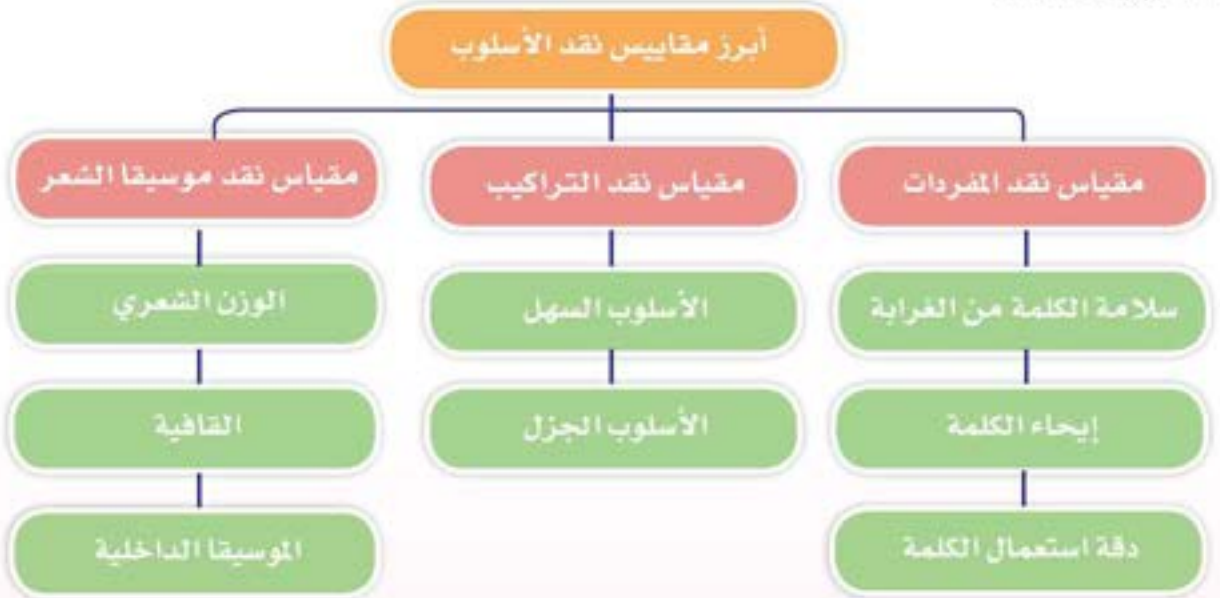 أبرز مقاييس نقد الأسلوب
مقياس نقد المفردات
سلامة الكلمة من الغرابة
إيحاء الكلمة
دقة استعمال الكلمة
مقياس نقد التراكيب
الأسلوب السهل
الأسلوب الجزل
مقياس نقد موسيقا الشعر
الوزن الشعري
القافية
الموسيقا الداخلية